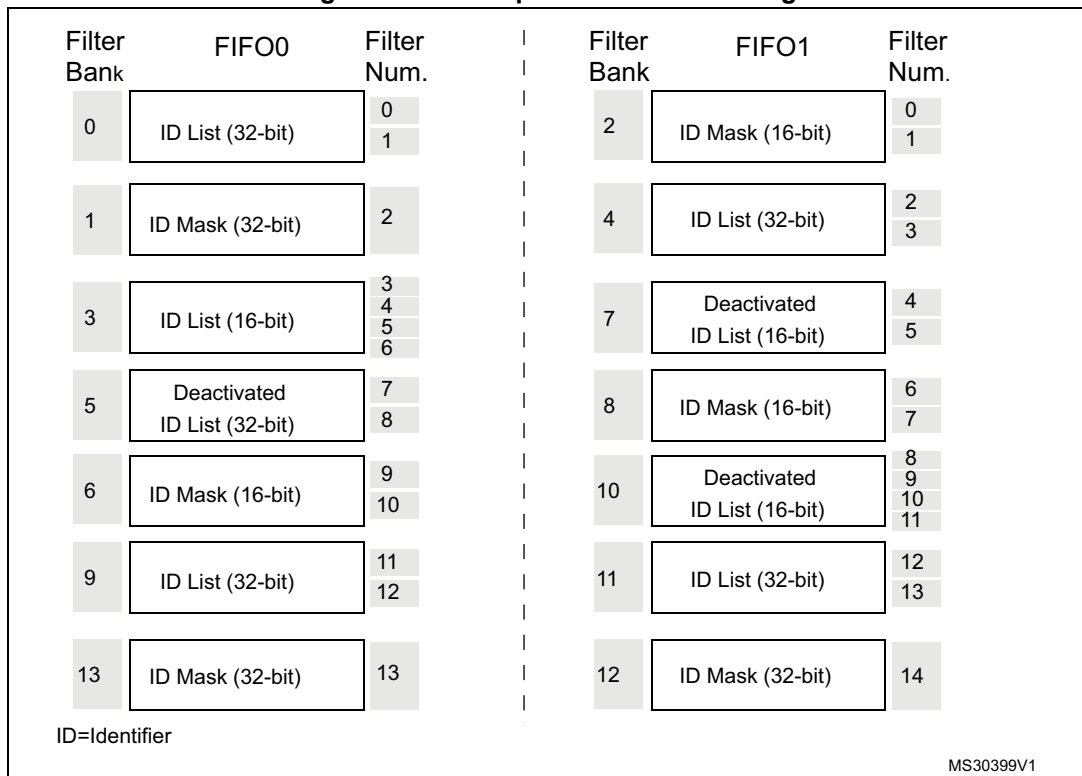 Filter Bank
FIFO0
Filter Num.
0
ID List (32-bit)
0
1
1
ID Mask (32-bit)
2
3
ID List (16-bit)
3
4
5
6
5
Deactivated
ID List (32-bit)
7
8
6
ID Mask (16-bit)
9
10
9
ID List (32-bit)
11
12
13
ID Mask (32-bit)
13
Filter Bank
FIFO1
Filter Num.
2
ID Mask (16-bit)
0
1
4
ID List (32-bit)
2
3
7
Deactivated
ID List (16-bit)
4
5
8
ID Mask (16-bit)
6
7
10
Deactivated
ID List (16-bit)
8
9
10
11
11
ID List (32-bit)
12
13
12
ID Mask (32-bit)
14
ID=Identifier
MS30399V1